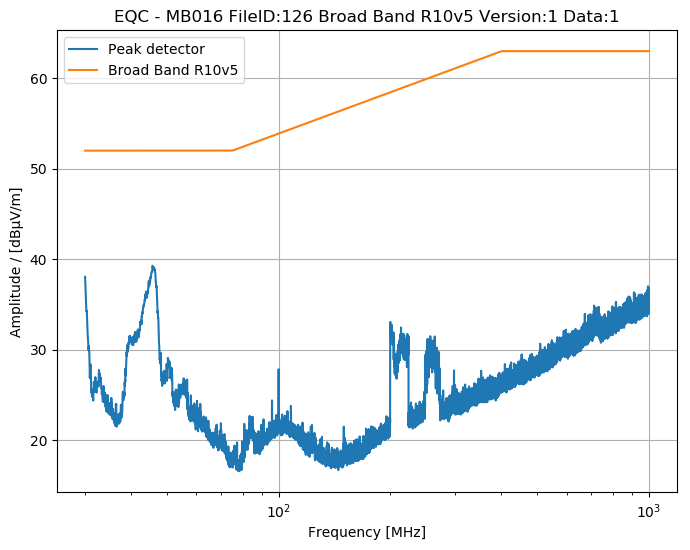 EQC - MB016 FileID:126 Broad Band R10v5 Version:1 Data:1
Peak detector
Broad Band R10v5
60
50
40
30
20
Amplitude / [dBµV/m]
10²
10³
Frequency [MHz]